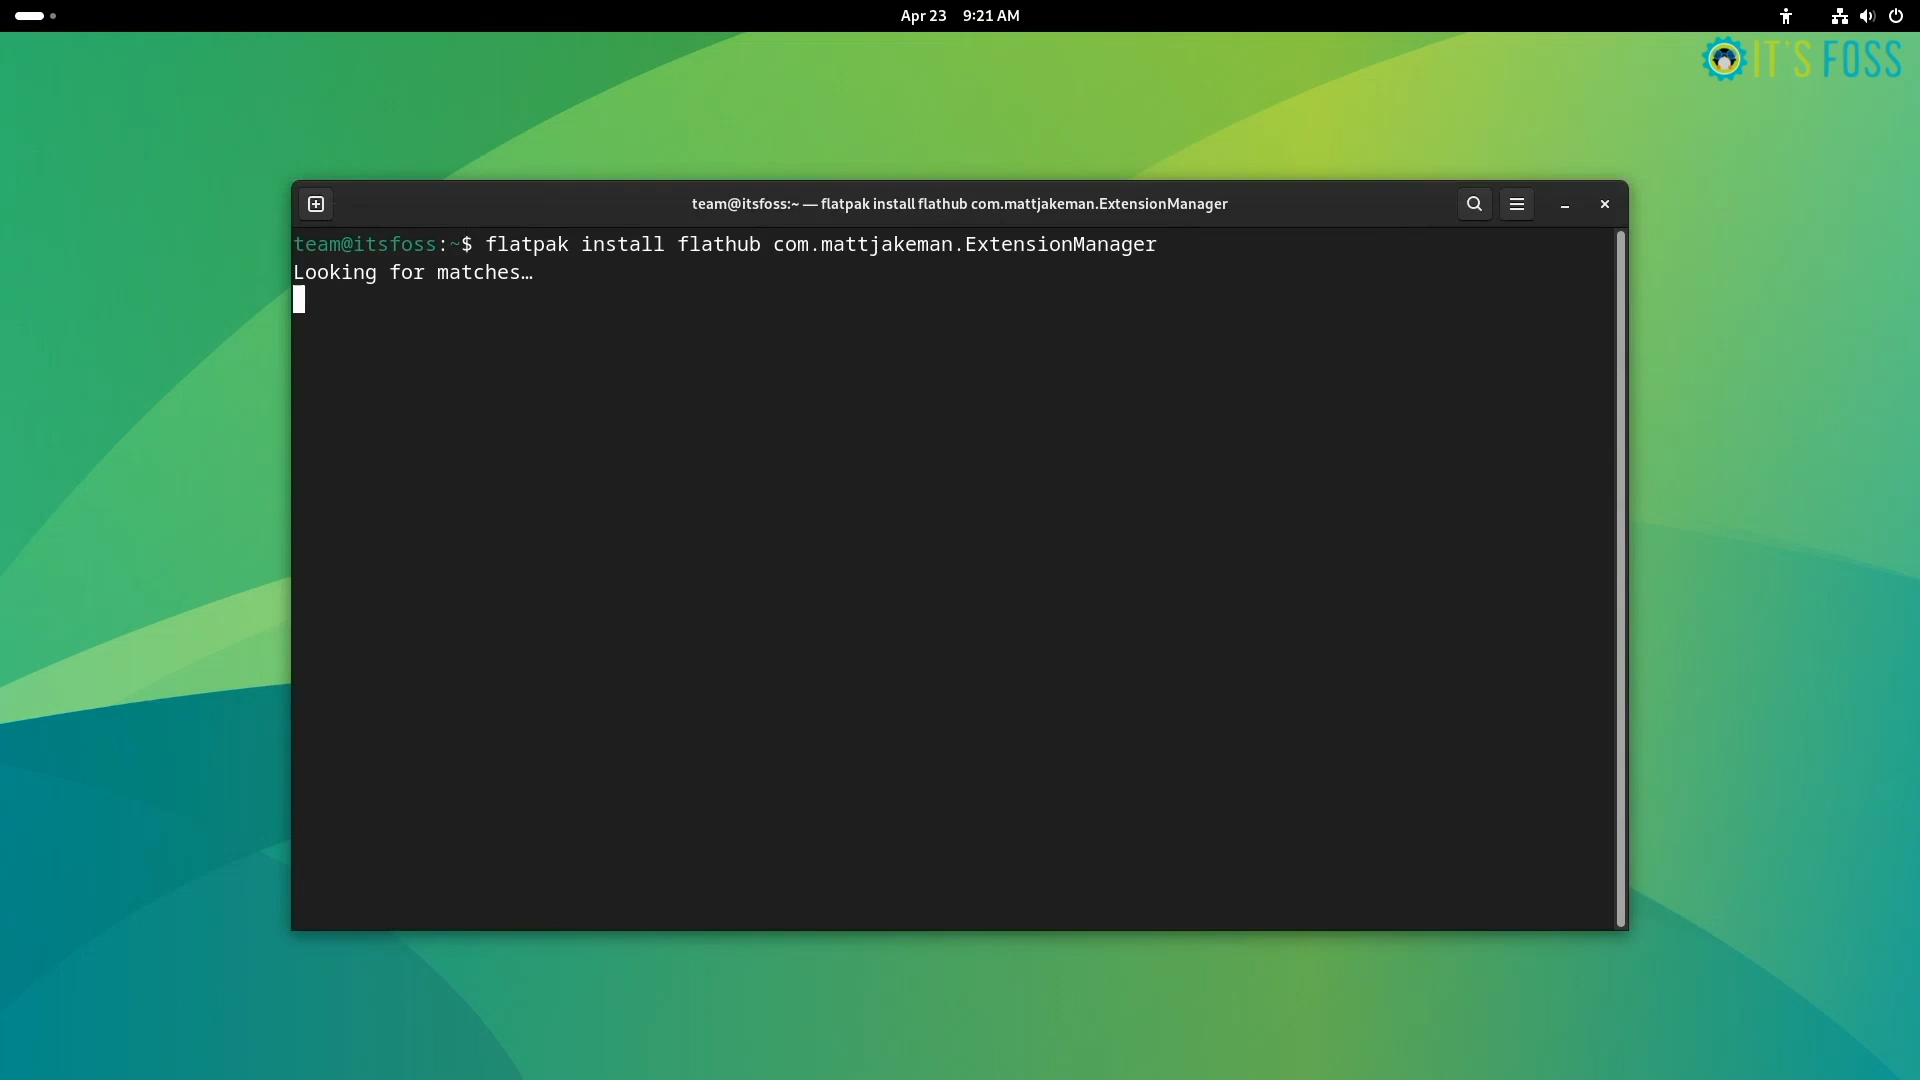 Apr 23 9:21 AM
IT'S FOSS
team@itsfoss:~ — flatpak install flathub com.mattjakeman.ExtensionManager
team@itsfoss:~$ flatpak install flathub com.mattjakeman.ExtensionManager
Looking for matches…